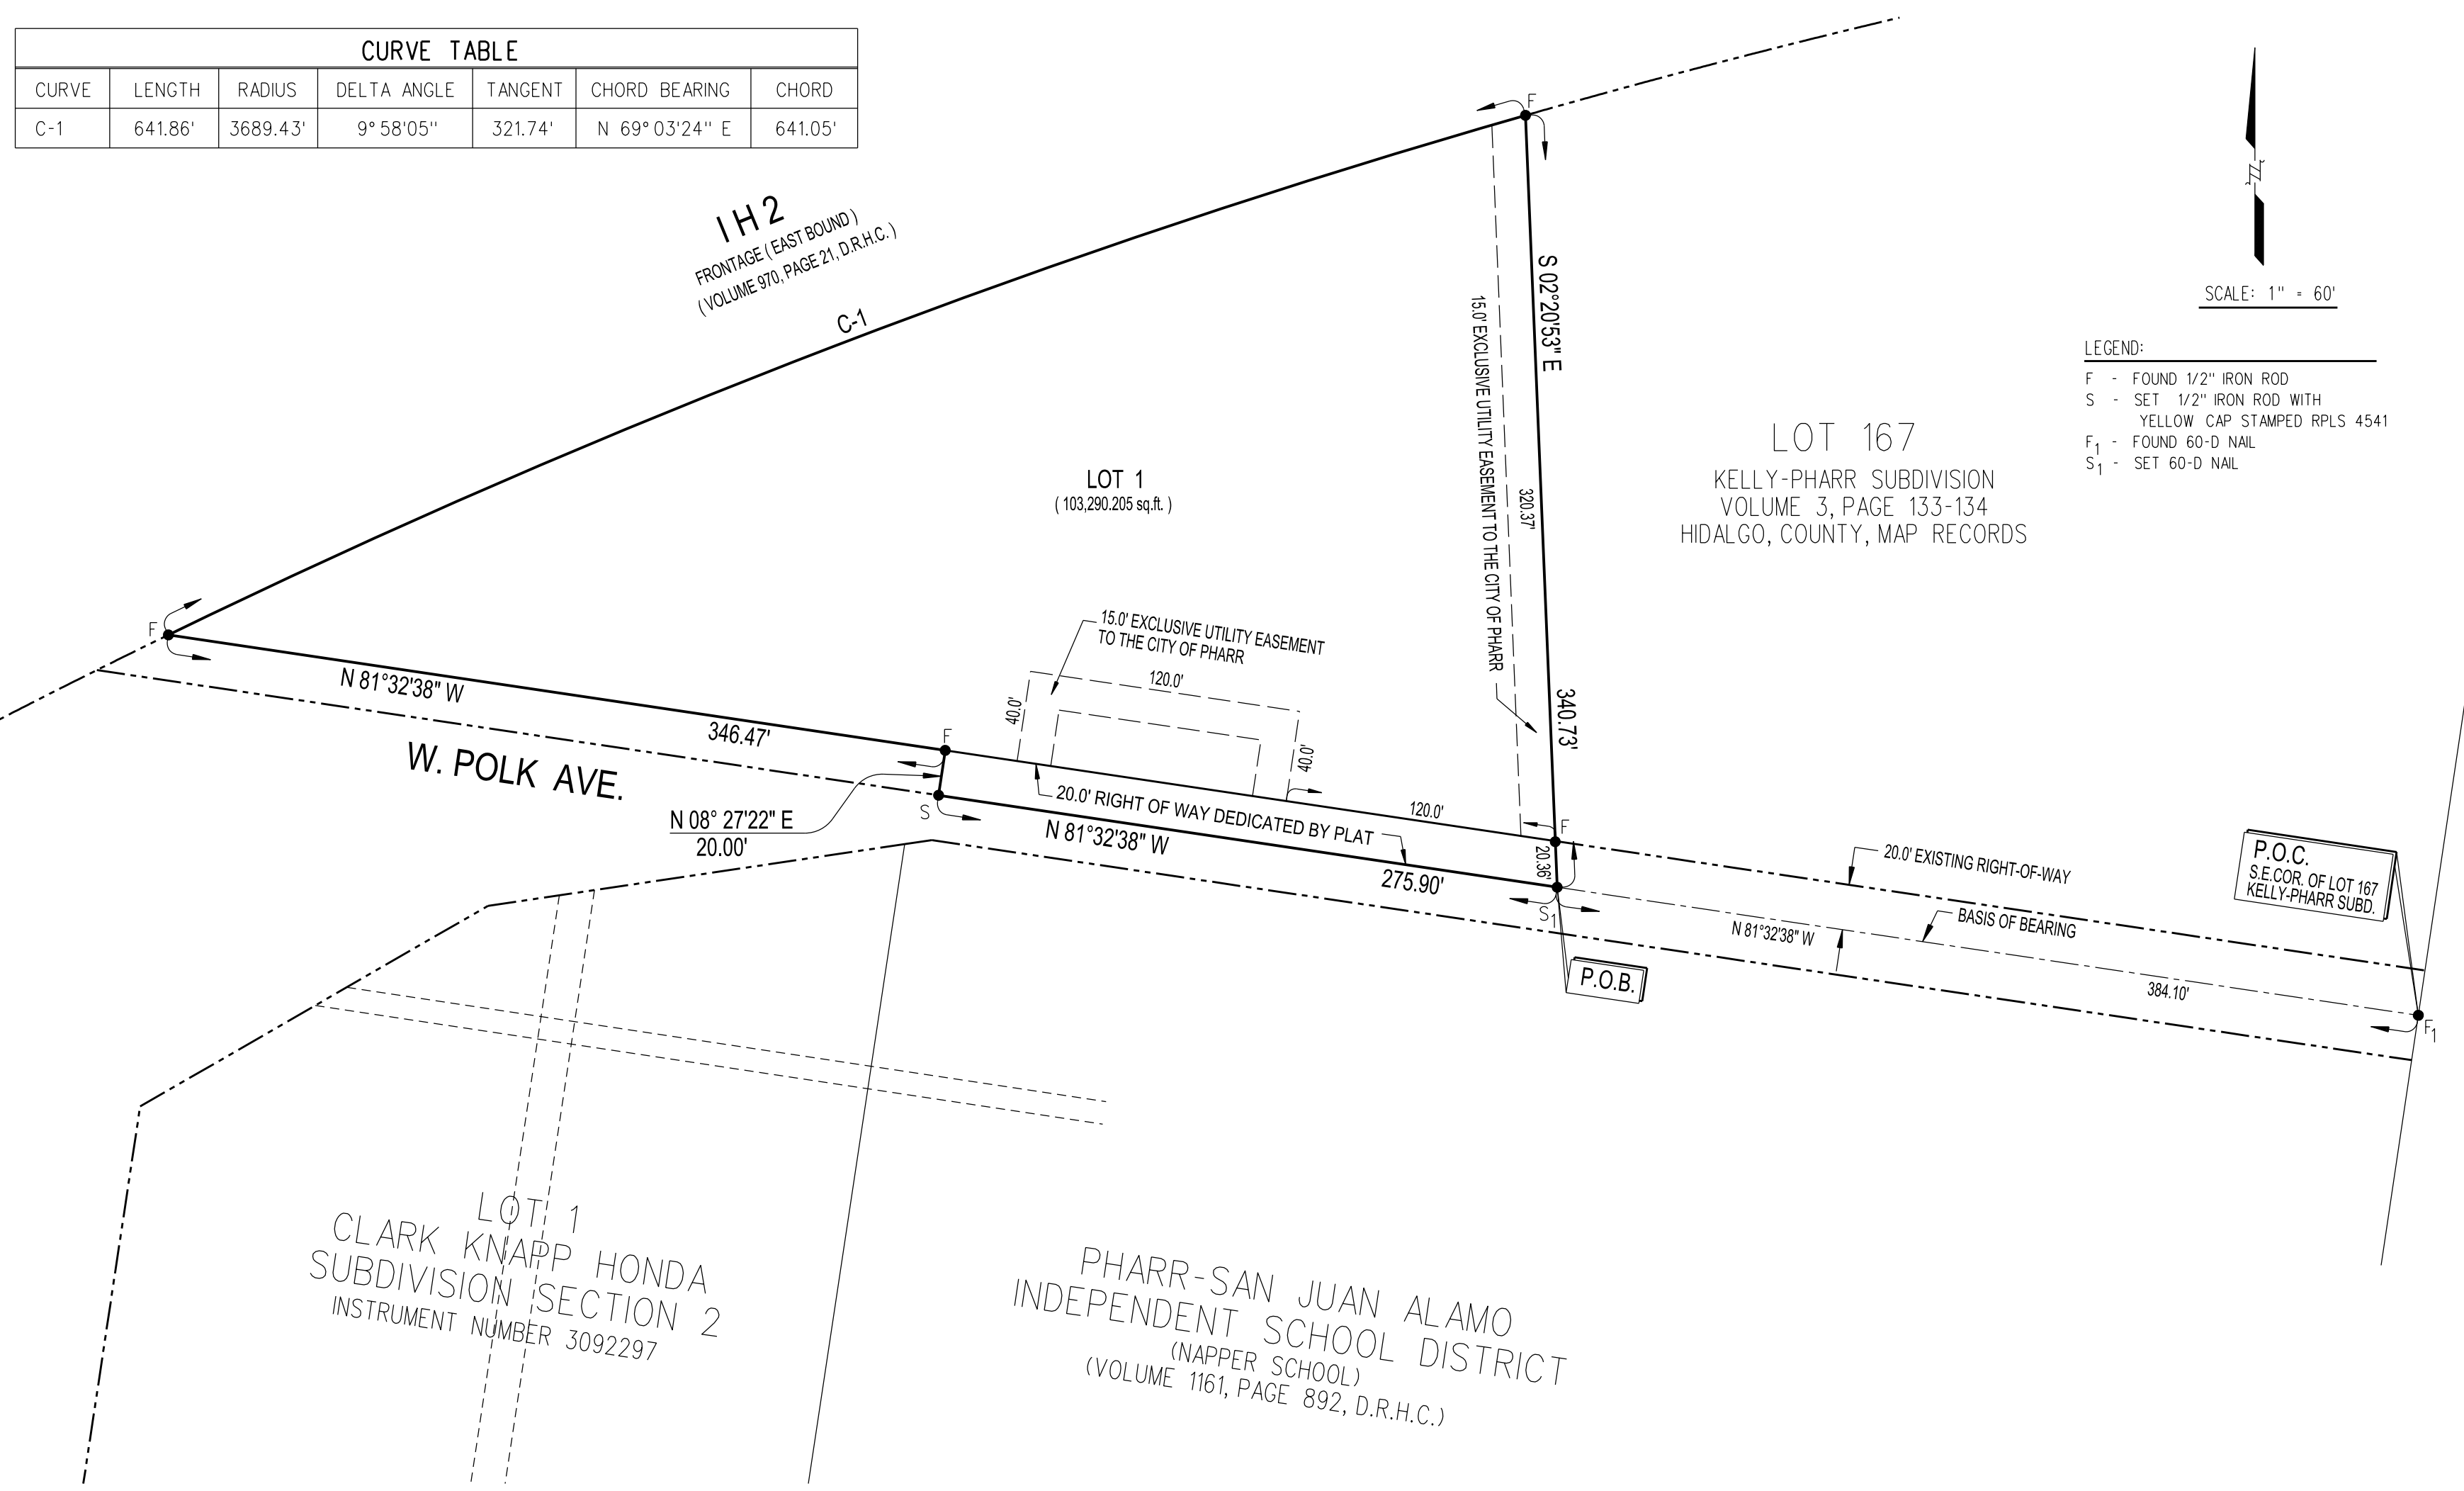 CURVE TABLE
CURVE LENGTH RADIUS DELTA ANGLE TANGENT CHORD BEARING CHORD
C-1 641.86' 3689.43' 9°58'05" 321.74' N 69°03'24" E 641.05'
IH2
FRONTAGE ( EAST BOUND )
( VOLUME 970, PAGE 21, D.R.H.C. )
C-1
F
S 02°20'53" E
15.0' EXCLUSIVE UTILITY EASEMENT TO THE CITY OF PHARR
320.37'
340.73'
SCALE: 1" = 60'
LEGEND:
F - FOUND 1/2" IRON ROD
S - SET 1/2" IRON ROD WITH
YELLOW CAP STAMPED RPLS 4541
F1 - FOUND 60-D NAIL
S1 - SET 60-D NAIL
LOT 167
KELLY-PHARR SUBDIVISION
VOLUME 3, PAGE 133-134
HIDALGO, COUNTY, MAP RECORDS
LOT 1
( 103,290.205 sq.ft. )
F
N 81°32'38" W
346.47'
W. POLK AVE.
15.0' EXCLUSIVE UTILITY EASEMENT
TO THE CITY OF PHARR
120.0'
40.0'
40.0'
F
S
N 08° 27'22" E
20.00'
20.0' RIGHT OF WAY DEDICATED BY PLAT
120.0'
N 81°32'38" W
275.90'
F
20.36'
S1
P.O.B.
20.0' EXISTING RIGHT-OF-WAY
BASIS OF BEARING
N 81°32'38" W
384.10'
P.O.C.
S.E.COR. OF LOT 167
KELLY-PHARR SUBD.
F1
LOT 1
CLARK KNAPP HONDA
SUBDIVISION SECTION 2
INSTRUMENT NUMBER 3092297
PHARR-SAN JUAN ALAMO
INDEPENDENT SCHOOL DISTRICT
(NAPPER SCHOOL)
(VOLUME 1161, PAGE 892, D.R.H.C.)